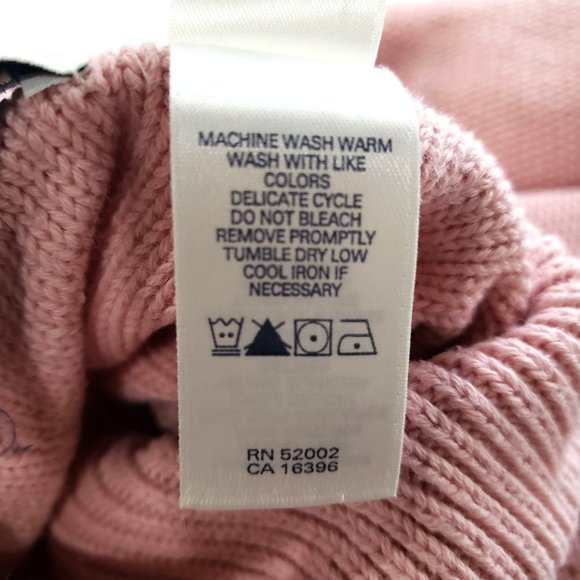 MACHINE WASH WARM
WASH WITH LIKE
COLORS
DELICATE CYCLE
DO NOT BLEACH
REMOVE PROMPTLY
TUMBLE DRY LOW
COOL IRON IF
NECESSARY
RN 52002
CA 16396